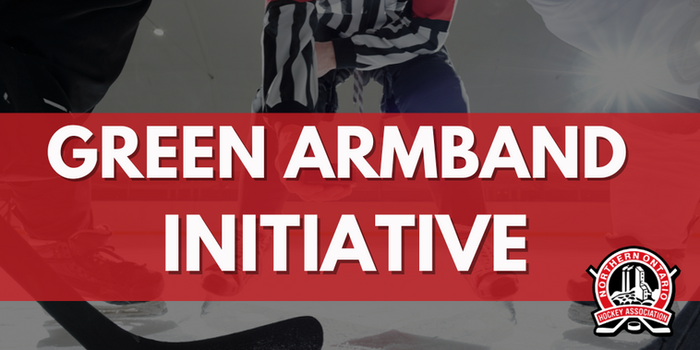 GREEN ARMBAND
INITIATIVE
NORTHERN ONTARIO
HOCKEY ASSOCIATION